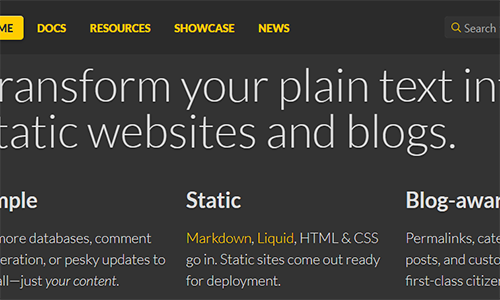 ME DOCS RESOURCES SHOWCASE NEWS Search
ransform your plain text int
tatic websites and blogs.
mple Static Blog-awar
more databases, comment Markdown, Liquid, HTML & CSS Permalinks, cate
eration, or pesky updates to go in. Static sites come out ready posts, and custo
all—just your content. for deployment. first-class citize